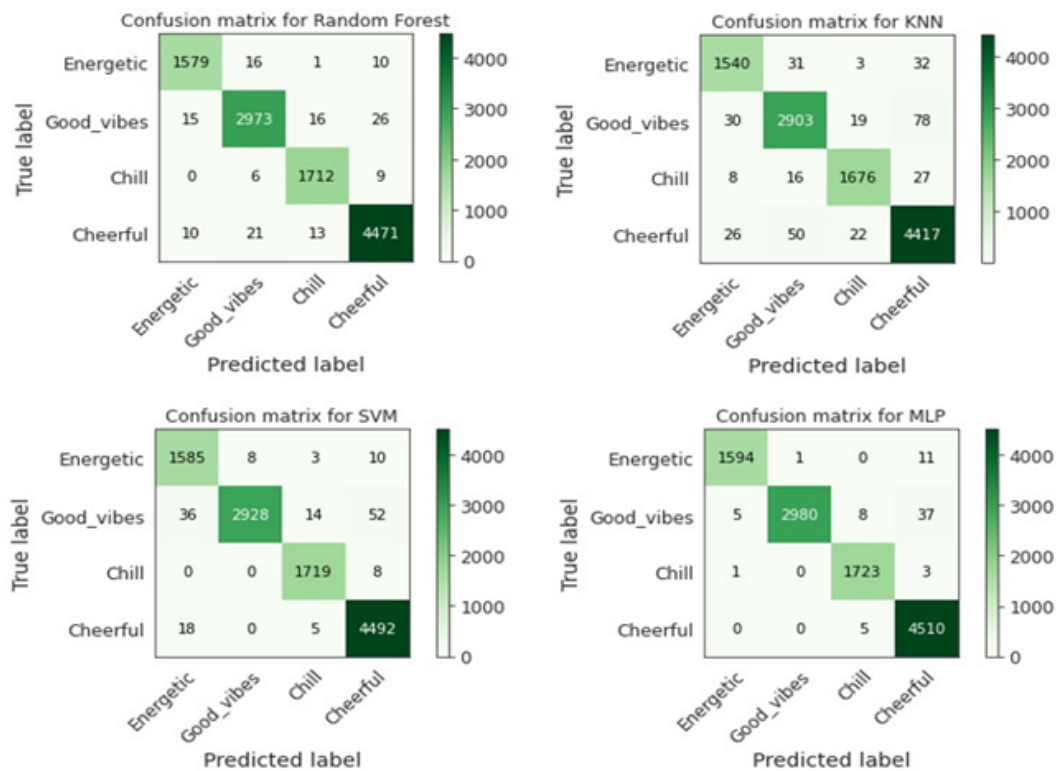 Confusion matrix for Random Forest
True label
Energetic 1579 16 1 10
Good_vibes 15 2973 16 26
Chill 0 6 1712 9
Cheerful 10 21 13 4471
Energetic Good_vibes Chill Cheerful
Predicted label
4000
3000
2000
1000
0
Confusion matrix for KNN
True label
Energetic 1540 31 3 32
Good_vibes 30 2903 19 78
Chill 8 16 1676 27
Cheerful 26 50 22 4417
Energetic Good_vibes Chill Cheerful
Predicted label
4000
3000
2000
1000
Confusion matrix for SVM
True label
Energetic 1585 8 3 10
Good_vibes 36 2928 14 52
Chill 0 0 1719 8
Cheerful 18 0 5 4492
Energetic Good_vibes Chill Cheerful
Predicted label
4000
3000
2000
1000
0
Confusion matrix for MLP
True label
Energetic 1594 1 0 11
Good_vibes 5 2980 8 37
Chill 1 0 1723 3
Cheerful 0 0 5 4510
Energetic Good_vibes Chill Cheerful
Predicted label
4000
3000
2000
1000
0